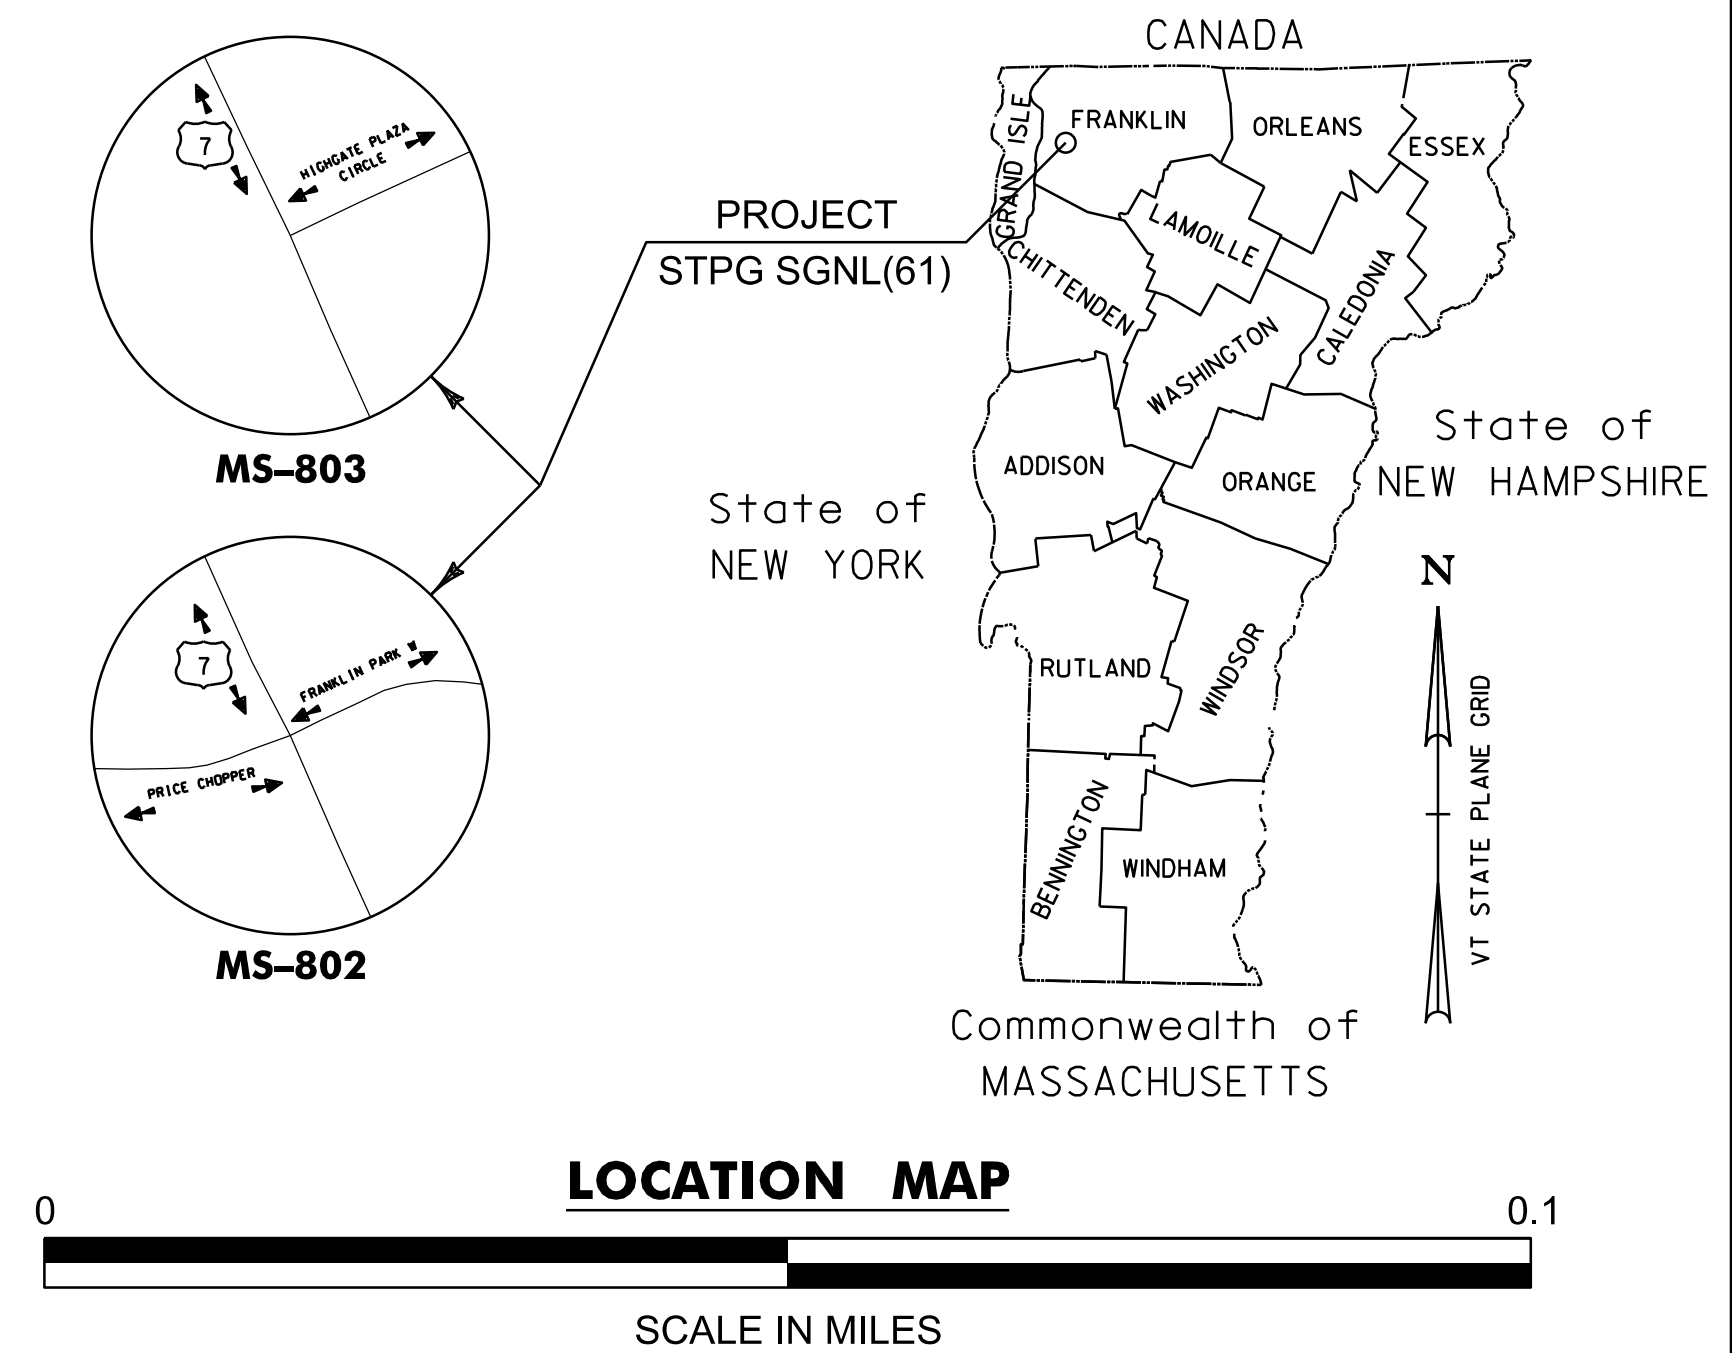 CANADA
7
HIGHGATE PLAZA
CIRCLE
MS-803
PROJECT
STPG SGNL(61)
GRAND ISLE
FRANKLIN
ORLEANS
ESSEX
LAMOILLE
CHITTENDEN
CALEDONIA
WASHINGTON
ADDISON
ORANGE
State of
NEW HAMPSHIRE
State of
NEW YORK
7
FRANKLIN PARK W
PRICE CHOPPER
MS-802
RUTLAND
WINDSOR
BENNINGTON
WINDHAM
N
VT STATE PLANE GRID
Commonwealth of
MASSACHUSETTS
LOCATION MAP
0
0.1
SCALE IN MILES